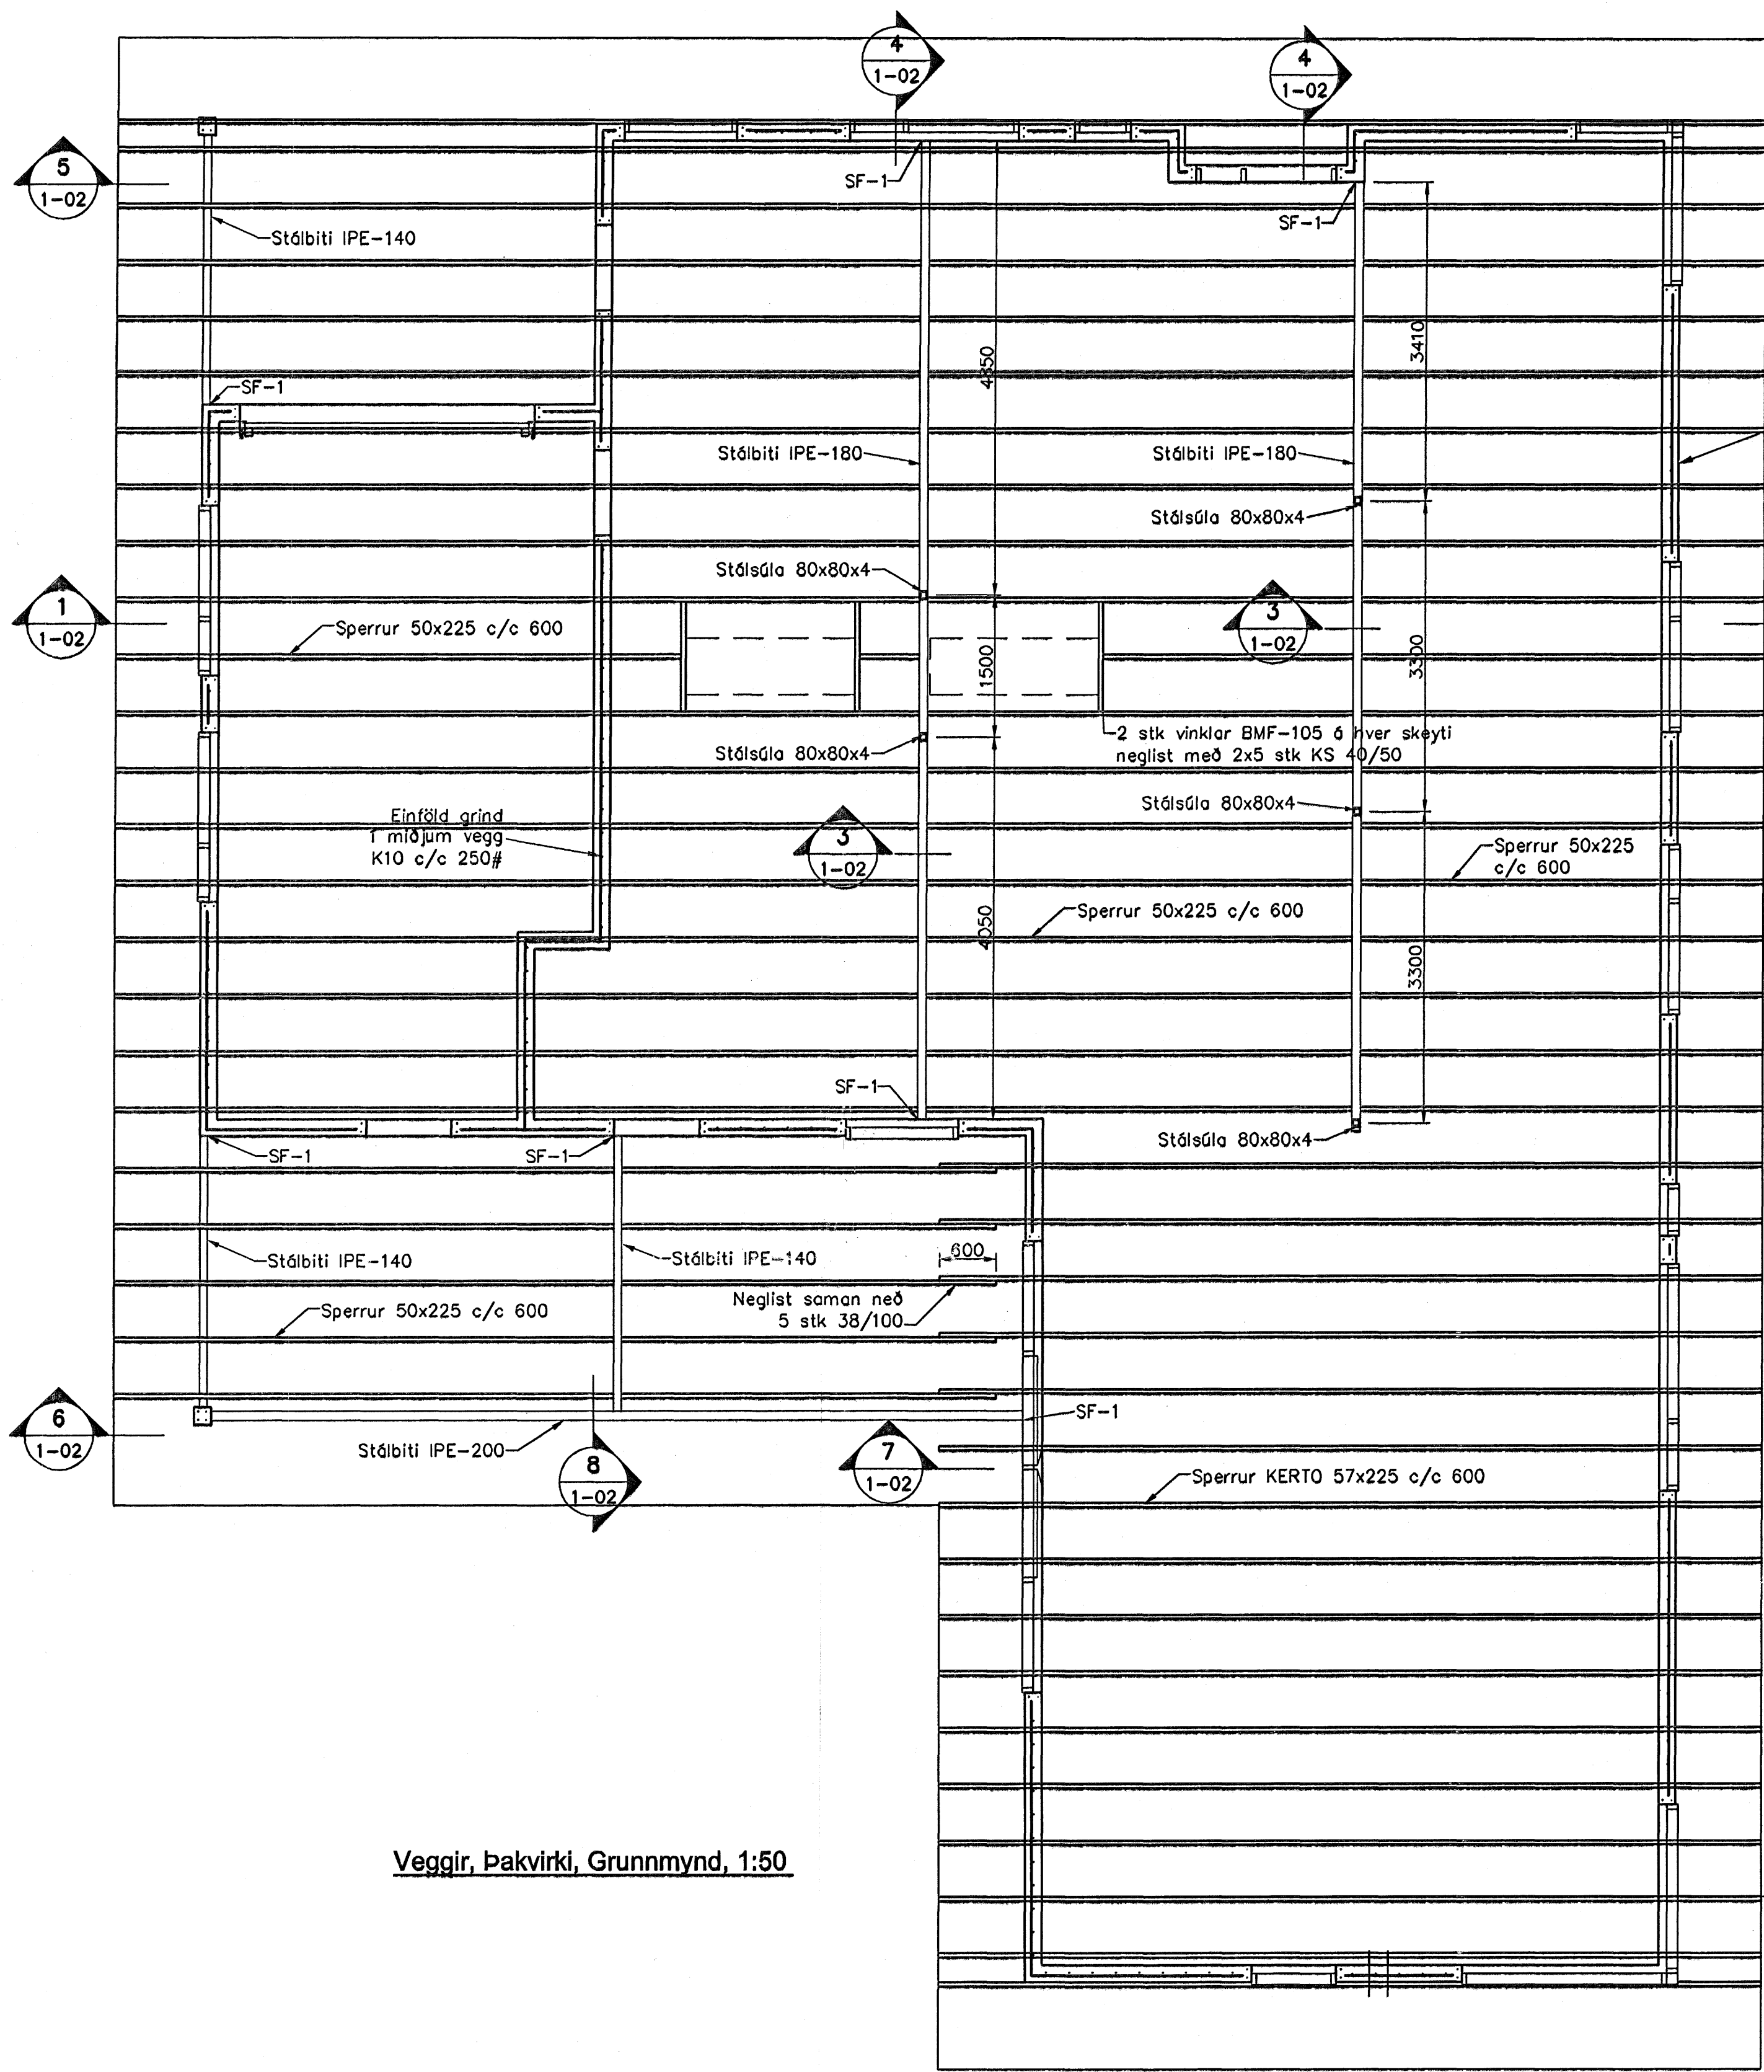 4
1-02
4
1-02
5
1-02
SF-1
SF-1
Stálbiti IPE-140
4350
3410
SF-1
Stálbiti IPE-180
Stálbiti IPE-180
Stálsúla 80x80x4
Stálsúla 80x80x4
1
1-02
Sperrur 50x225 c/c 600
3
1-02
1500
3300
2 stk vinklar BMF-105 á hver skeyti
neglist með 2x5 stk KS 40/50
Stálsúla 80x80x4
Stálsúla 80x80x4
Einföld grind
í miðjum vegg
K10 c/c 250#
3
1-02
Sperrur 50x225
c/c 600
Sperrur 50x225 c/c 600
4050
3300
SF-1
Stálsúla 80x80x4
SF-1
SF-1
Stálbiti IPE-140
Stálbiti IPE-140
600
Neglist saman með
5 stk 38/100
Sperrur 50x225 c/c 600
6
1-02
SF-1
Stálbiti IPE-200
8
1-02
7
1-02
Sperrur KERTO 57x225 c/c 600
Veggir, Þakvirki, Grunnmynd, 1:50